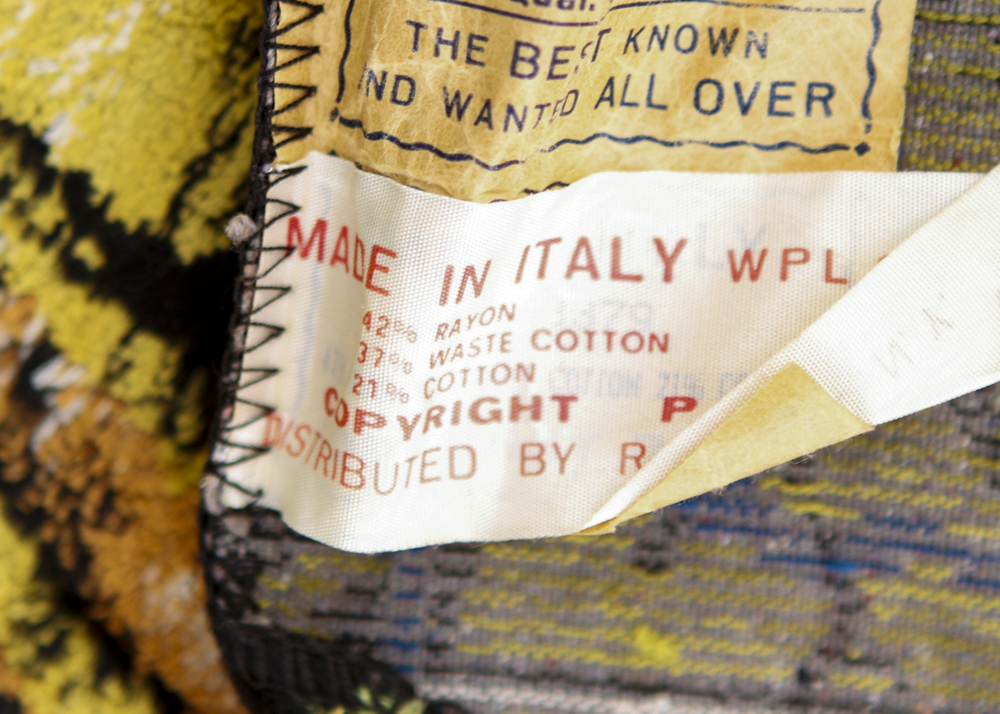 Qual.
THE BEST KNOWN
ND WANTED ALL OVER
MADE IN ITALY WPL
42% RAYON
37% WASTE COTTON
21% COTTON
COPYRIGHT P
DISTRIBUTED BY R